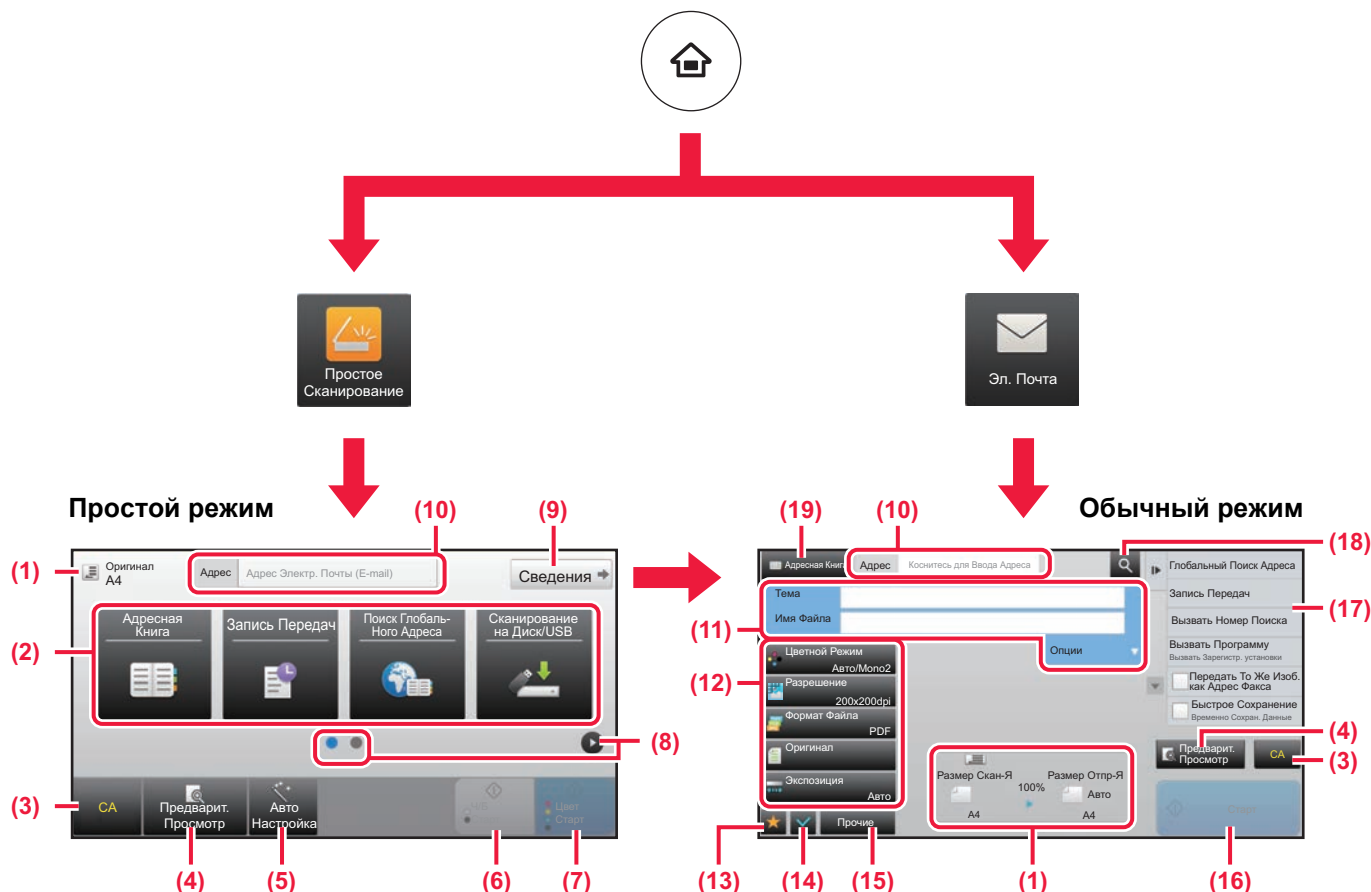 Простое
Сканирование
Эл. Почта
Простой режим
(10)
(9)
(1)
Оригинал
A4
Адрес
Адрес Электр. Почты (E-mail)
Сведения
(2)
Адресная
Книга
Запись Передач
Поиск Глобаль-
Ного Адреса
Сканирование
на Диск/USB
(8)
(3)
CA
Предварит.
Просмотр
Авто
Настройка
Цвет
Старт
(4)
(5)
(6)
(7)
Обычный режим
(19)
(10)
(18)
Адресная Книга
Адрес
Коснитесь для Ввода Адреса
Глобальный Поиск Адреса
Запись Передач
(17)
Вызвать Номер Поиска
Вызвать Программу
Вызвать Зарегистр. установки
Передать То Же Изоб.
как Адрес Факса
Быстрое Сохранение
Временно Сохран. Данные
(11)
Тема
Имя Файла
Опции
(12)
Цветной Режим
Авто/Mono2
Разрешение
200x200dpi
Формат Файла
PDF
Оригинал
Экспозиция
Авто
(4)
Предварит.
Просмотр
CA
(3)
Размер Скан-Я
100%
Размер Отпр-Я
Авто
A4
A4
Прочие
Старт
(13)
(14)
(15)
(1)
(16)